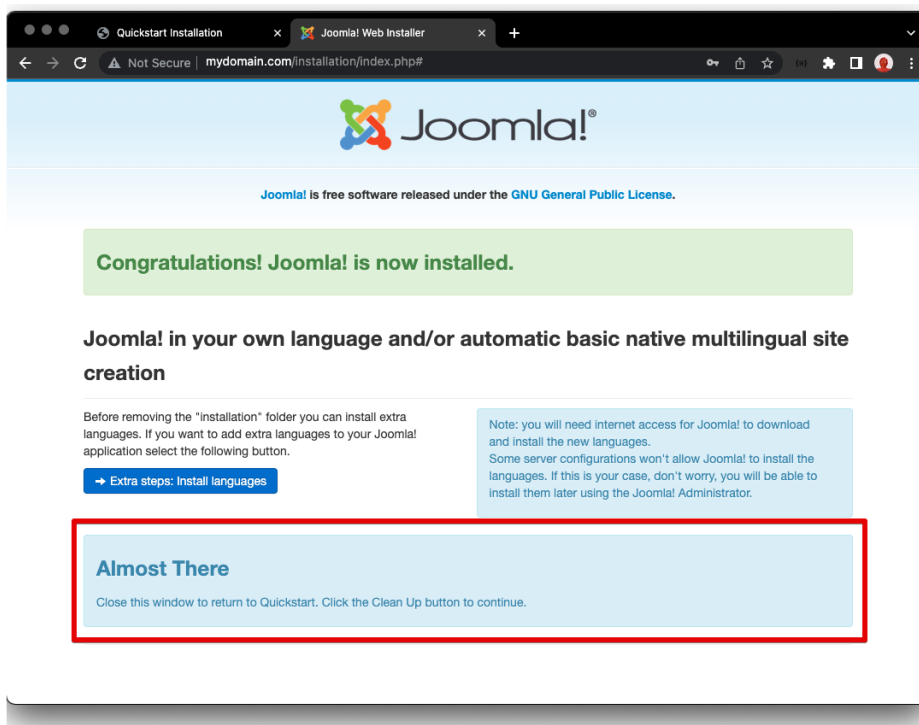 Quickstart Installation
Joomla! Web Installer
Not Secure | mydomain.com/installation/index.php#
Joomla!®
Joomla! is free software released under the GNU General Public License.
Congratulations! Joomla! is now installed.
Joomla! in your own language and/or automatic basic native multilingual site
creation
Before removing the "installation" folder you can install extra
languages. If you want to add extra languages to your Joomla!
application select the following button.
➔ Extra steps: Install languages
Note: you will need internet access for Joomla! to download
and install the new languages.
Some server configurations won't allow Joomla! to install the
languages. If this is your case, don't worry, you will be able to
install them later using the Joomla! Administrator.
Almost There
Close this window to return to Quickstart. Click the Clean Up button to continue.